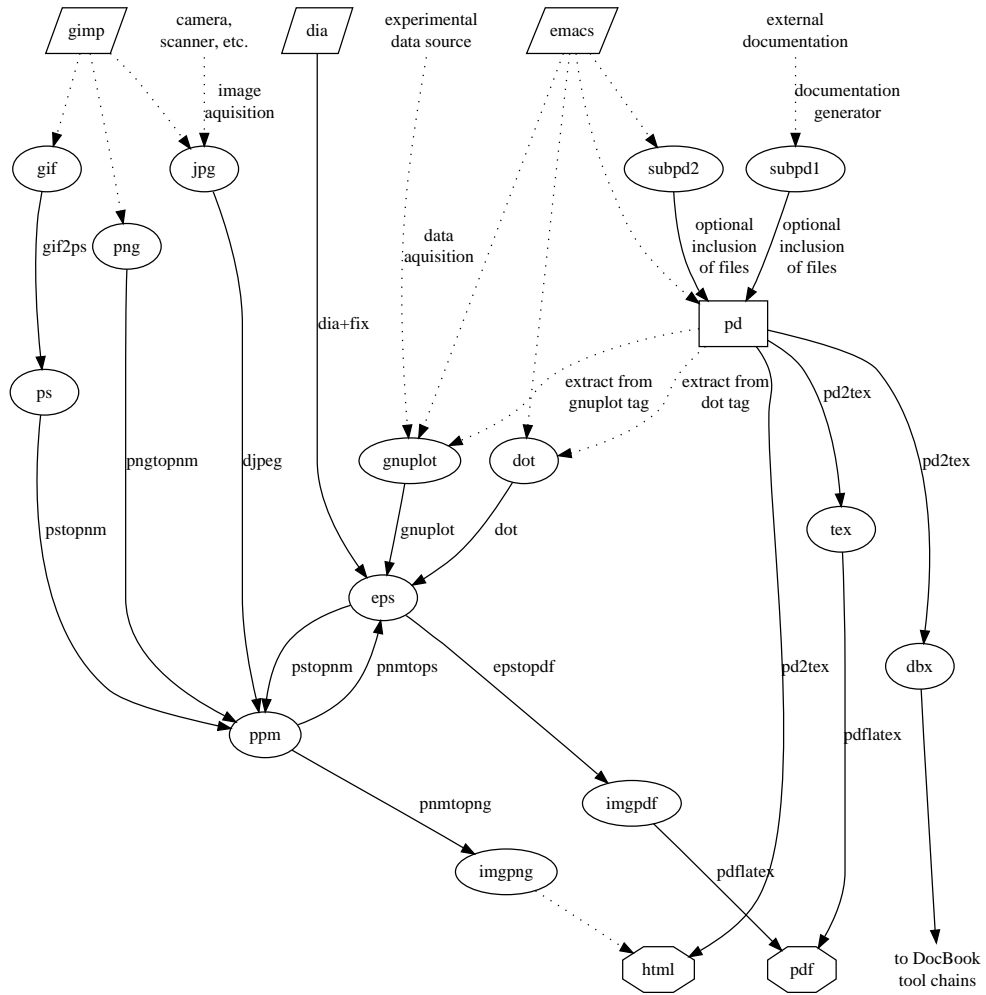 gimp
camera,
scanner, etc.
dia
experimental
data source
emacs
external
documentation
image
aquisition
documentation
generator
gif
jpg
subpd2
subpd1
gif2ps
png
data
aquisition
optional
inclusion
of files
optional
inclusion
of files
dia+fix
pd
ps
extract from
gnuplot tag
extract from
dot tag
pd2tex
pngtopnm
djpeg
gnuplot
dot
pd2tex
pstopnm
gnuplot
dot
tex
eps
pstopnm
pnmtops
epstopdf
pd2tex
dbx
ppm
pdflatex
pnmtopng
imgpdf
imgpng
pdflatex
html
pdf
to DocBook
tool chains